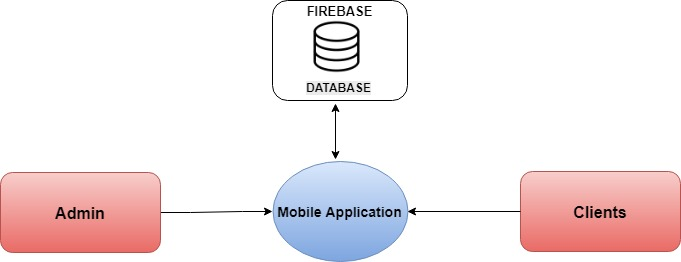 FIREBASE
DATABASE
Admin
Mobile Application
Clients